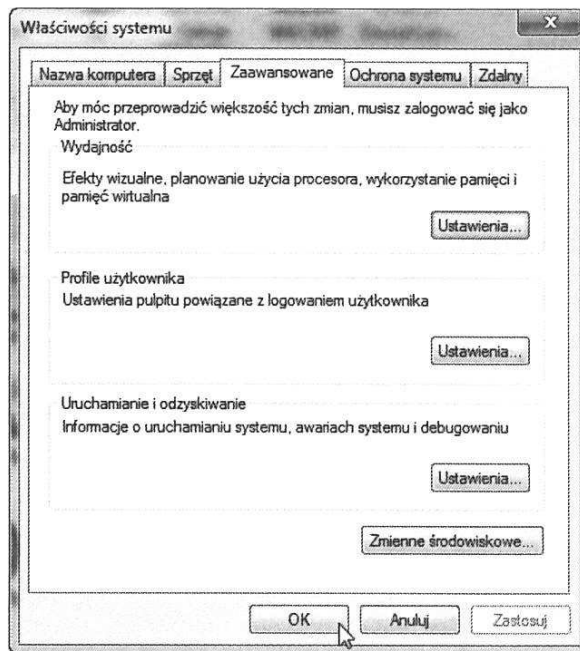 Właściwości systemu
Nazwa komputera Sprzęt Zaawansowane Ochrona systemu Zdalny
Aby móc przeprowadzić większość tych zmian, musisz zalogować się jako
Administrator.
Wydajność
Efekty wizualne, planowanie użycia procesora, wykorzystanie pamięci i
pamięć wirtualna
Ustawienia...
Profile użytkownika
Ustawienia pulpitu powiązane z logowaniem użytkownika
Ustawienia...
Uruchamianie i odzyskiwanie
Informacje o uruchamianiu systemu, awariach systemu i debugowaniu
Ustawienia...
Zmienne środowiskowe...
OK Anuluj Zastosuj